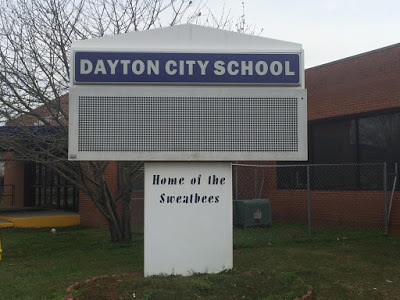 DAYTON CITY SCHOOL
Home of the
Sweatbees